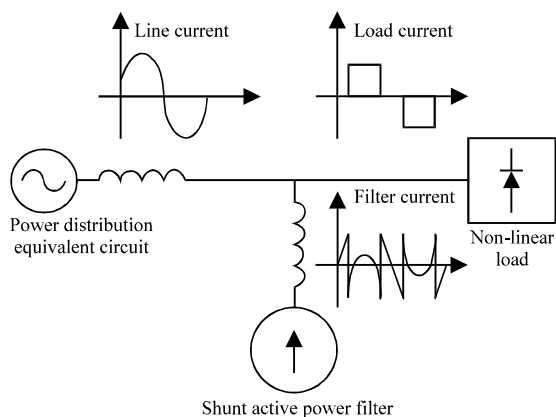 Line current
Load current
Power distribution
equivalent circuit
Filter current
Non-linear
load
Shunt active power filter